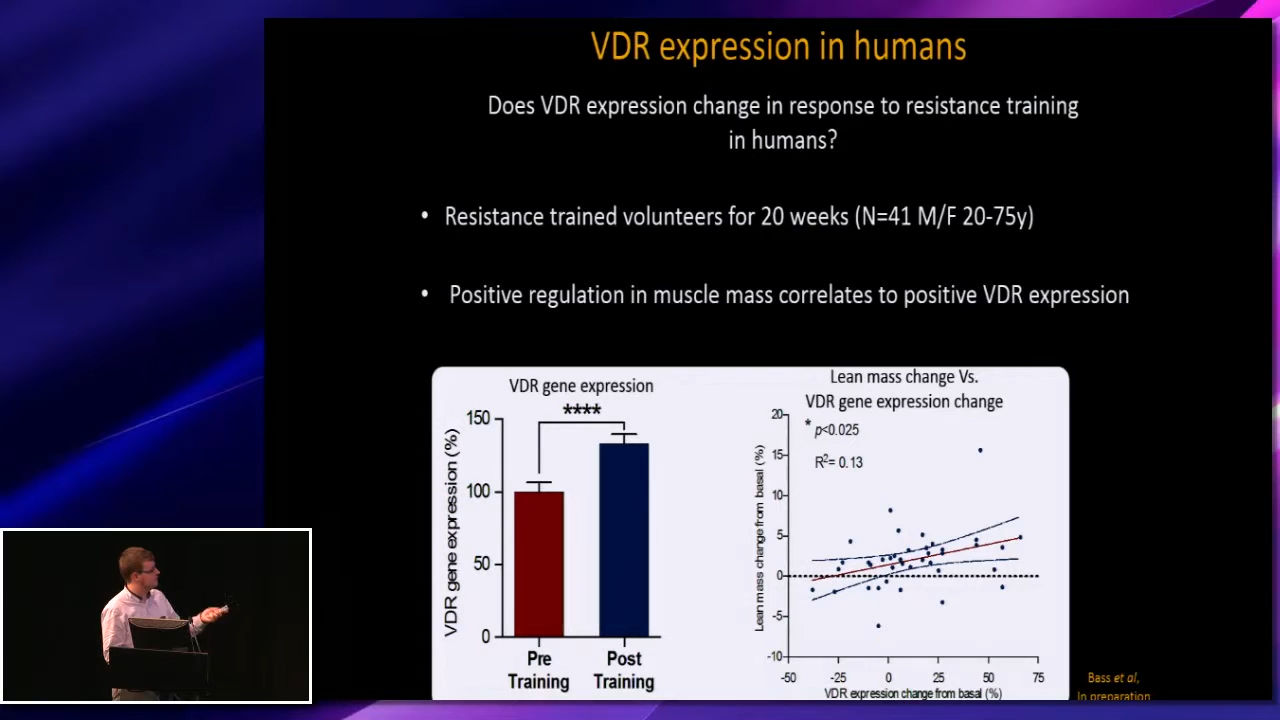 VDR expression in humans
Does VDR expression change in response to resistance training
in humans?
• Resistance trained volunteers for 20 weeks (N=41 M/F 20-75y)
• Positive regulation in muscle mass correlates to positive VDR expression
VDR gene expression
****
VDR gene expression (%)
150
100
50
0
Pre
Training
Post
Training
Lean mass change Vs.
VDR gene expression change
* p<0.025
R²= 0.13
Lean mass change from basal (%)
20
15
10
5
0
-5
-10
-50
-25
0
25
50
75
VDR expression change from basal (%)
Bass et al,
In preparation